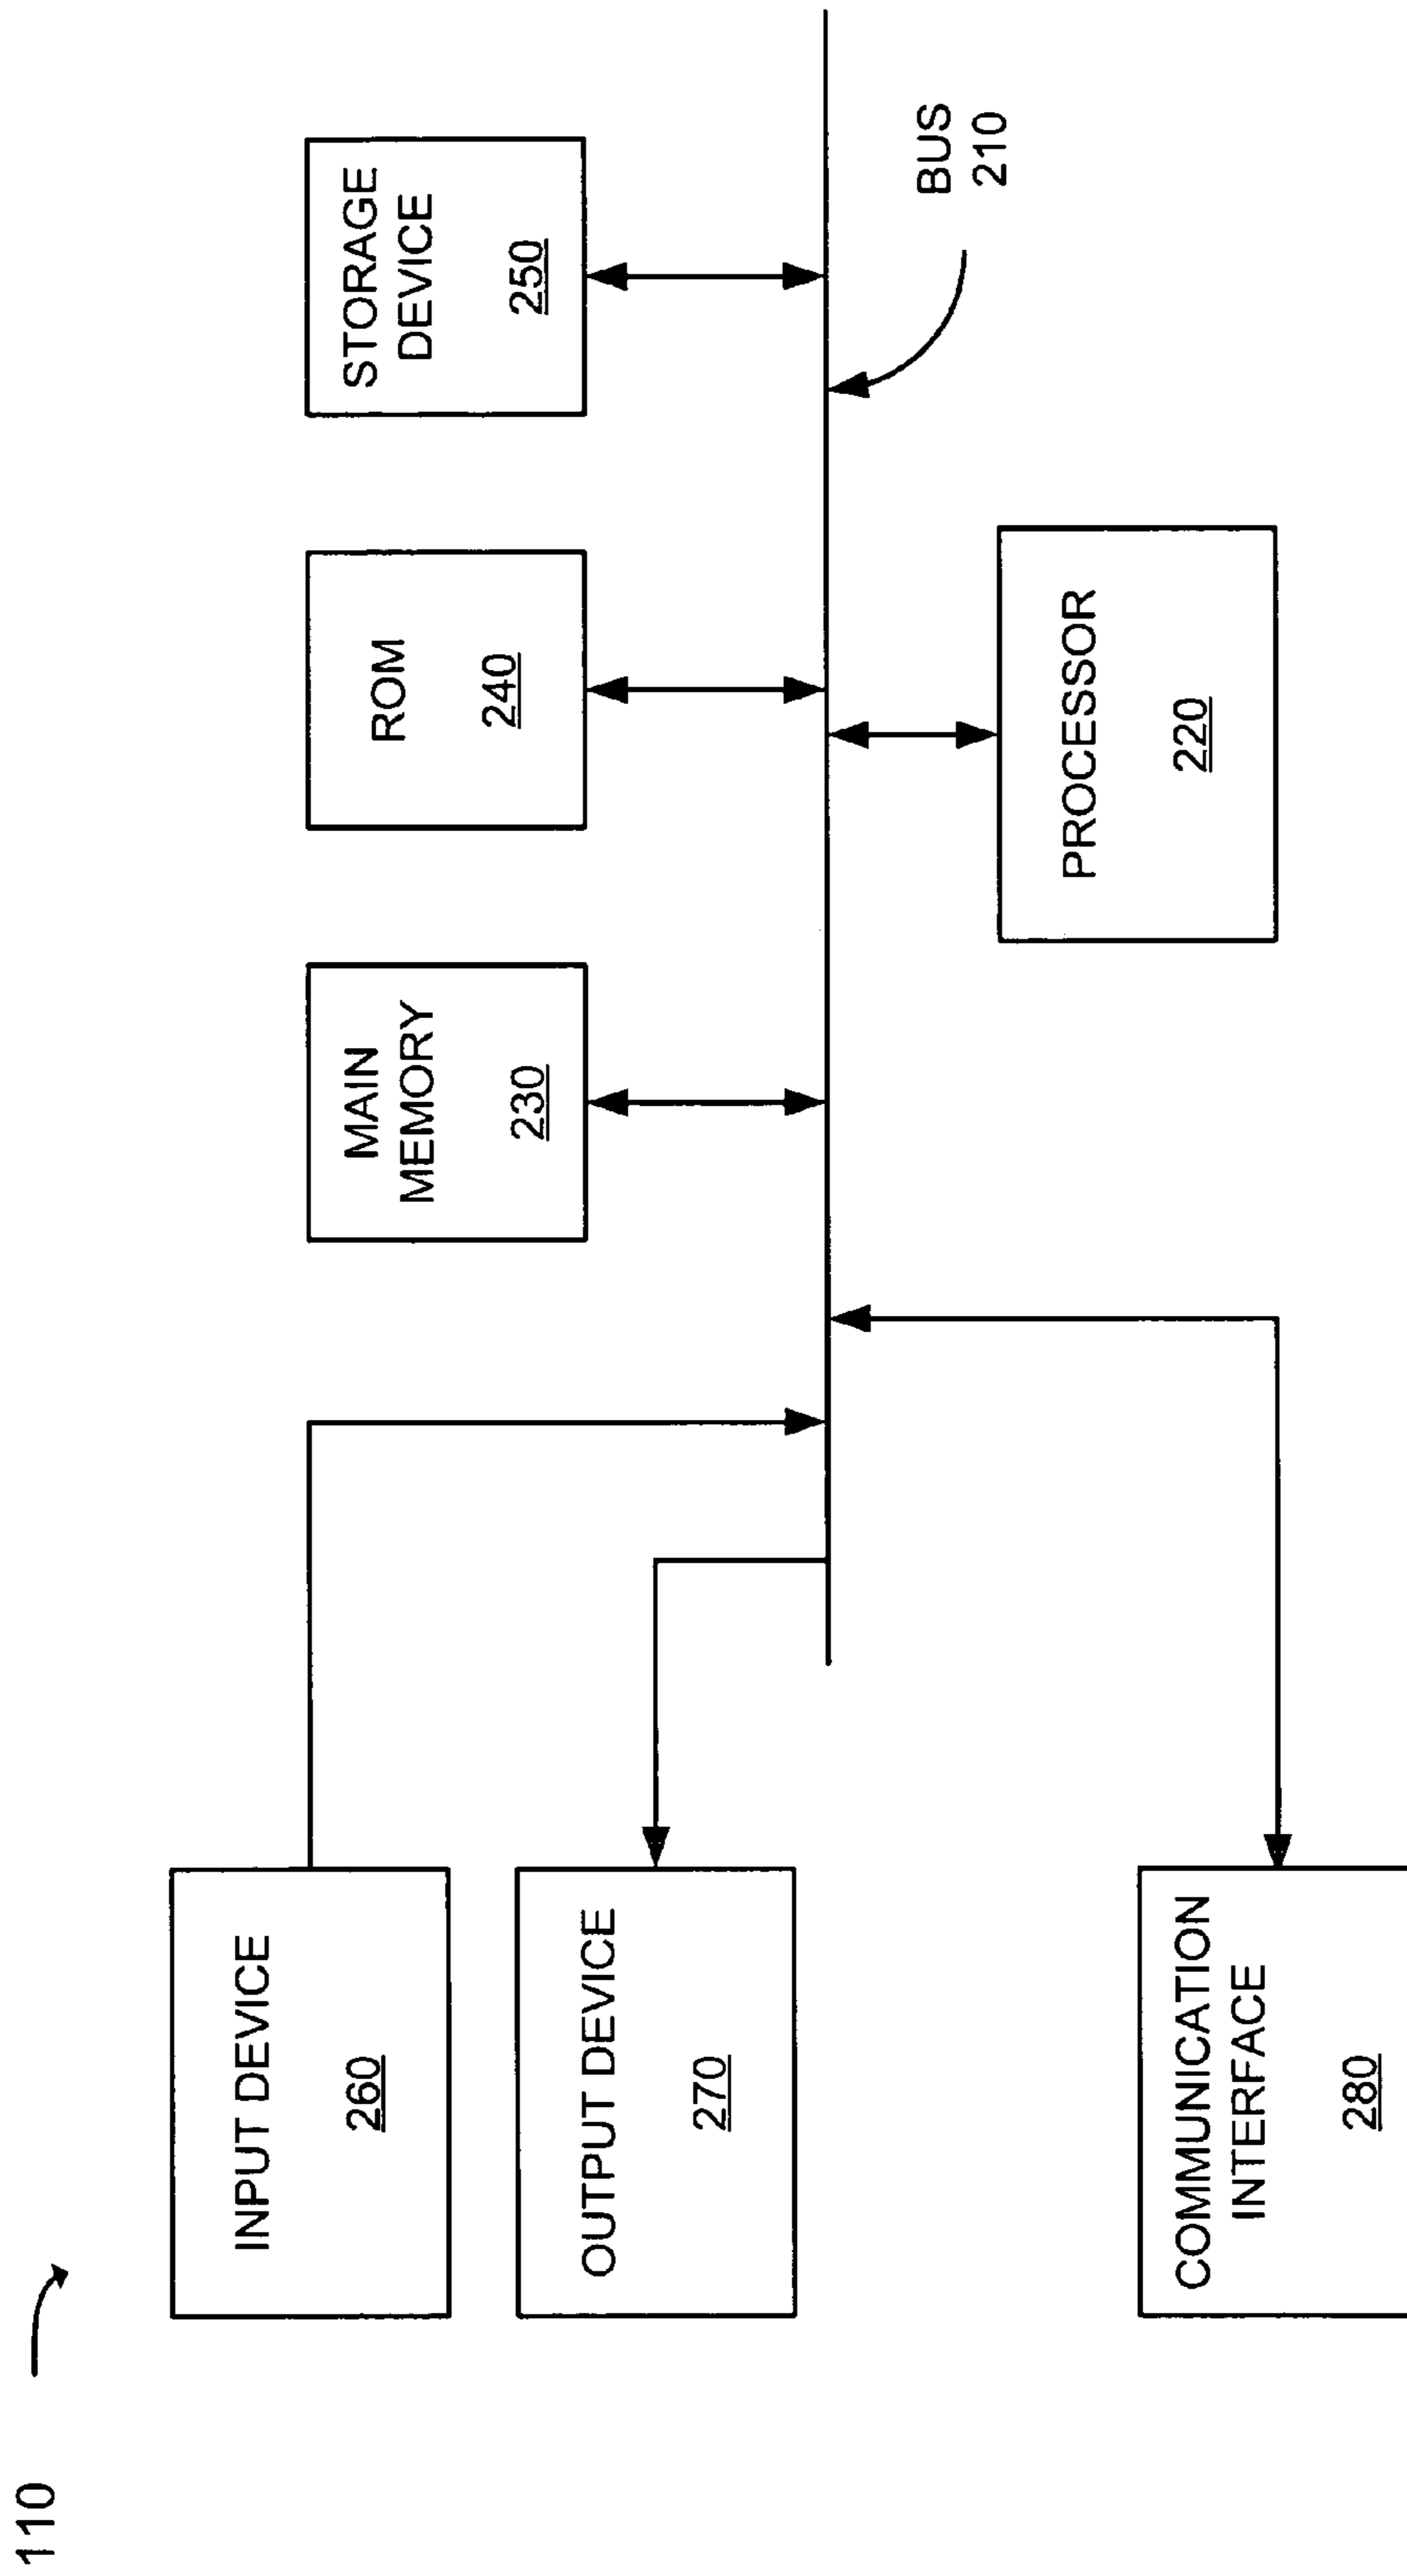 110
INPUT DEVICE
260
OUTPUT DEVICE
270
COMMUNICATION
INTERFACE
280
MAIN
MEMORY
230
ROM
240
STORAGE
DEVICE
250
PROCESSOR
220
BUS
210